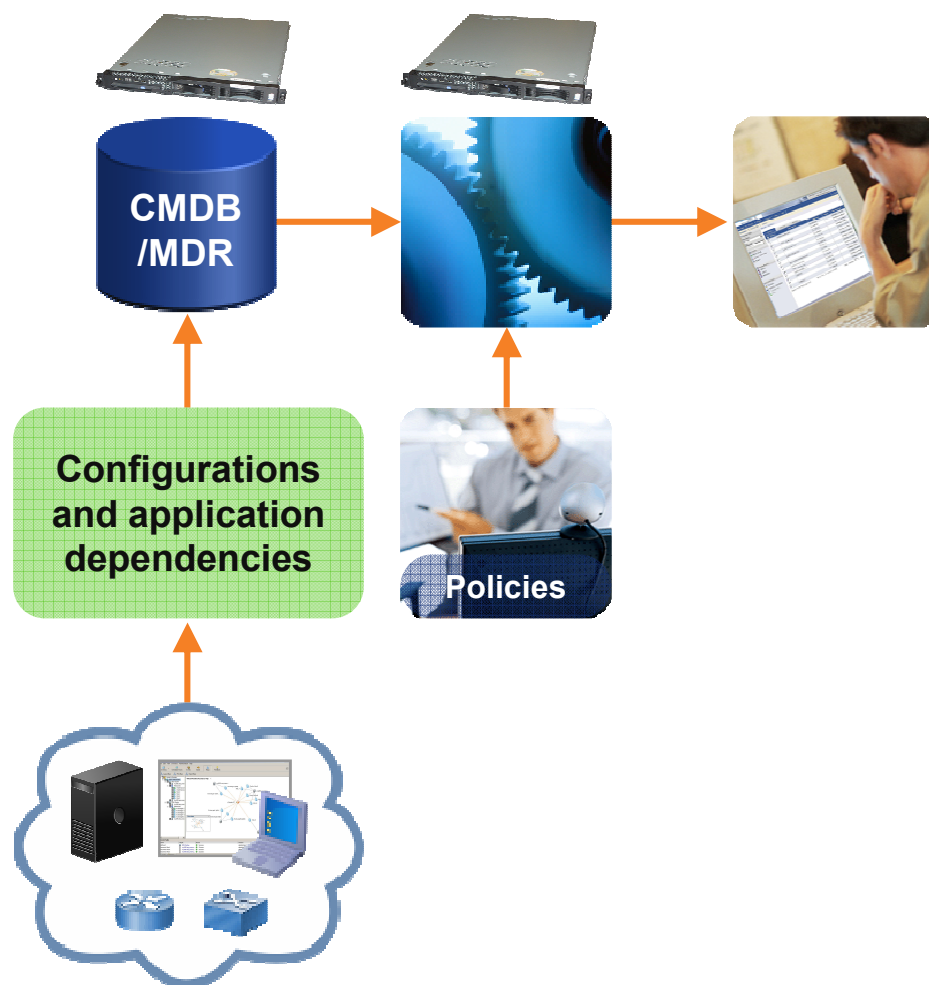 CMDB
/MDR
Configurations
and application
dependencies
Policies